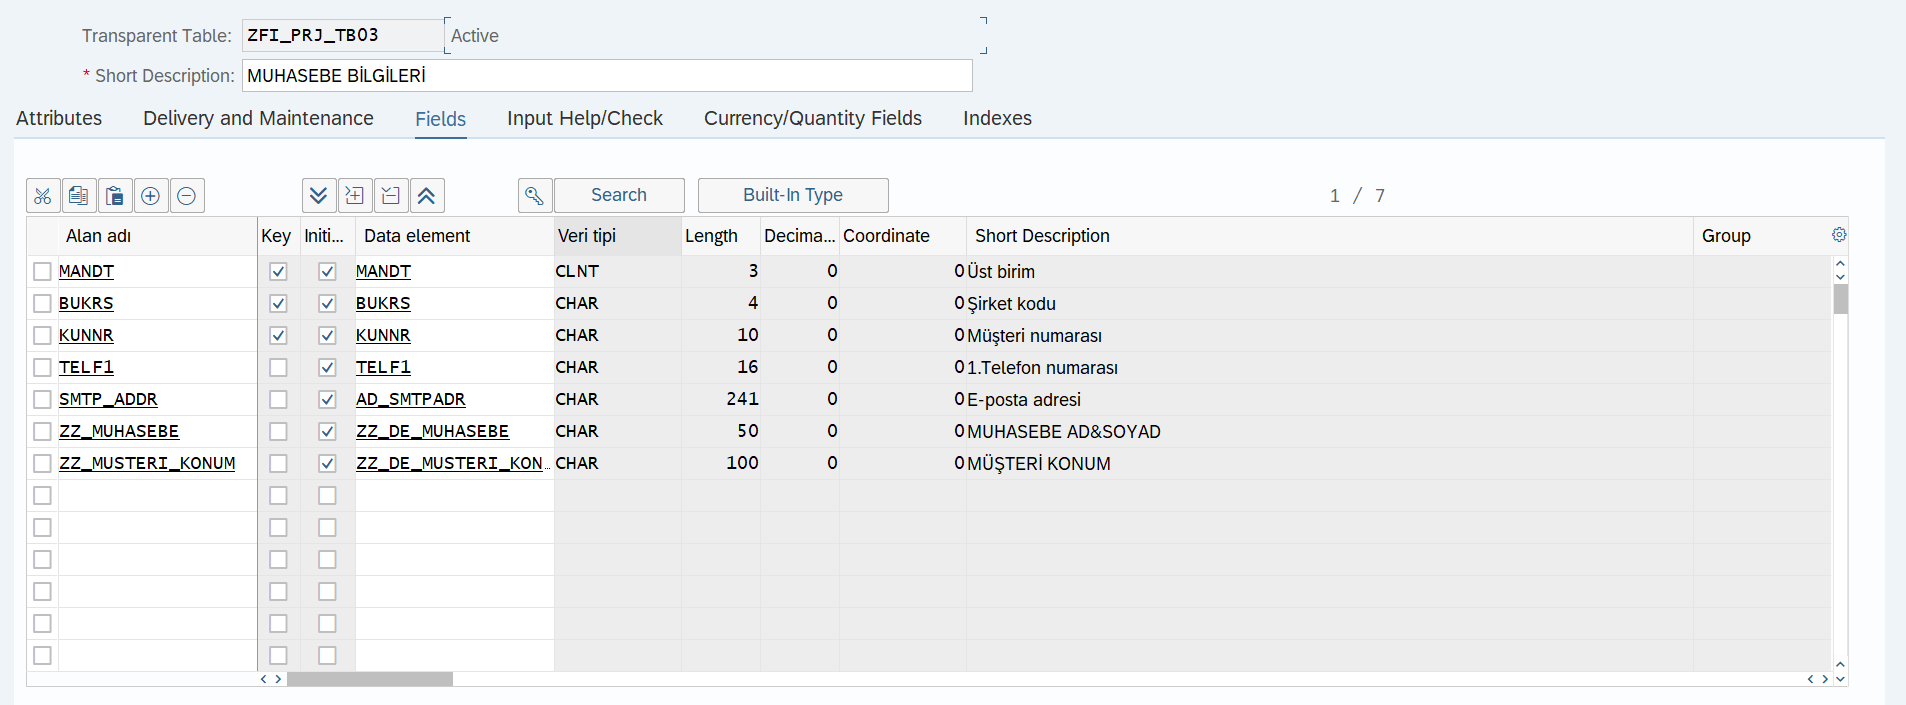 Transparent Table: ZFI_PRJ_TB03 Active
* Short Description: MUHASEBE BİLGİLERİ
Attributes Delivery and Maintenance Fields Input Help/Check Currency/Quantity Fields Indexes
Search Built-In Type 1 / 7
Alan adı Key Initi... Data element Veri tipi Length Decima... Coordinate Short Description Group
MANDT MANDT CLNT 3 0 0 Üst birim
BUKRS BUKRS CHAR 4 0 0 Şirket kodu
KUNNR KUNNR CHAR 10 0 0 Müşteri numarası
TELF1 TELF1 CHAR 16 0 0 1.Telefon numarası
SMTP_ADDR AD_SMTPADR CHAR 241 0 0 E-posta adresi
ZZ_MUHASEBE ZZ_DE_MUHASEBE CHAR 50 0 0 MUHASEBE AD&SOYAD
ZZ_MUSTERI_KONUM ZZ_DE_MUSTERI_KON... CHAR 100 0 0 MÜŞTERİ KONUM